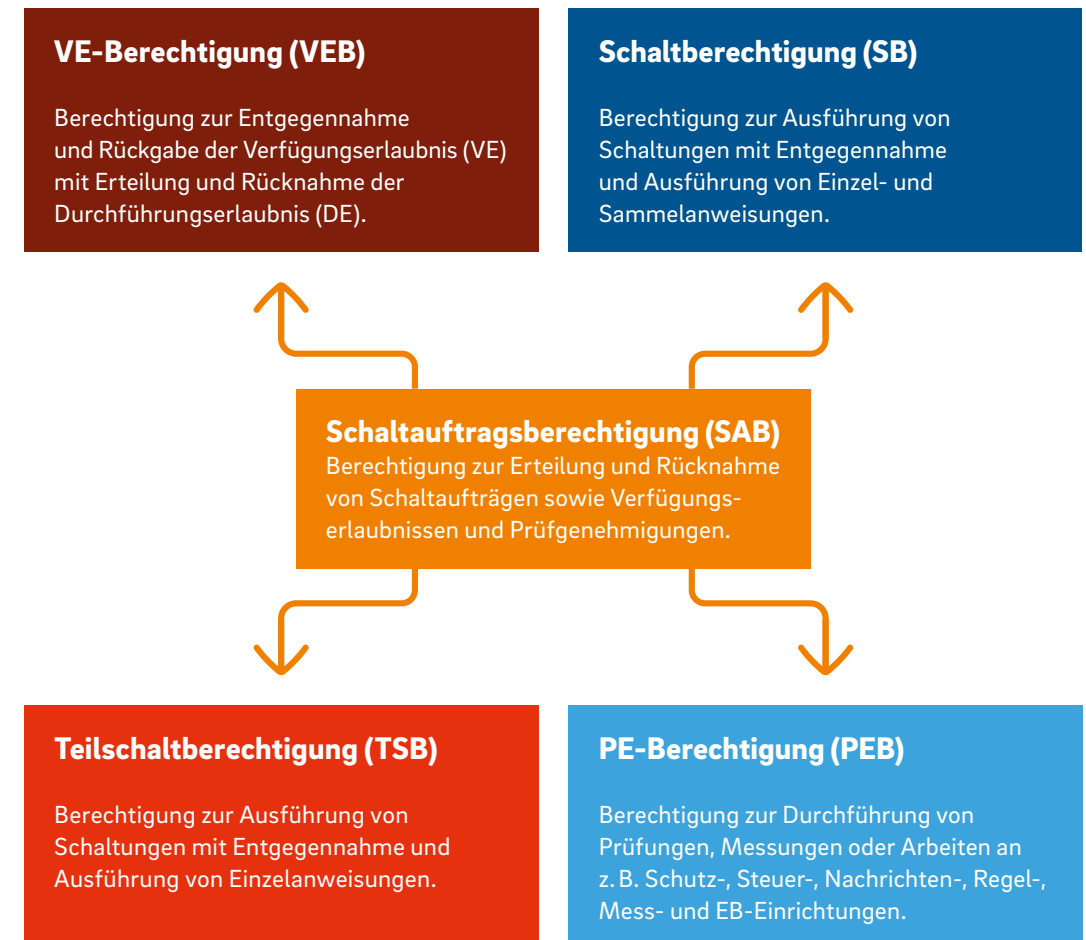 VE-Berechtigung (VEB)
Berechtigung zur Entgegennahme
und Rückgabe der Verfügungserlaubnis (VE)
mit Erteilung und Rücknahme der
Durchführungserlaubnis (DE).
Schaltberechtigung (SB)
Berechtigung zur Ausführung von
Schaltungen mit Entgegennahme
und Ausführung von Einzel- und
Sammelanweisungen.
Schaltauftragsberechtigung (SAB)
Berechtigung zur Erteilung und Rücknahme
von Schaltaufträgen sowie Verfügungs-
erlaubnissen und Prüfgenehmigungen.
Teilschaltberechtigung (TSB)
Berechtigung zur Ausführung von
Schaltungen mit Entgegennahme und
Ausführung von Einzelanweisungen.
PE-Berechtigung (PEB)
Berechtigung zur Durchführung von
Prüfungen, Messungen oder Arbeiten an
z. B. Schutz-, Steuer-, Nachrichten-, Regel-,
Mess- und EB-Einrichtungen.